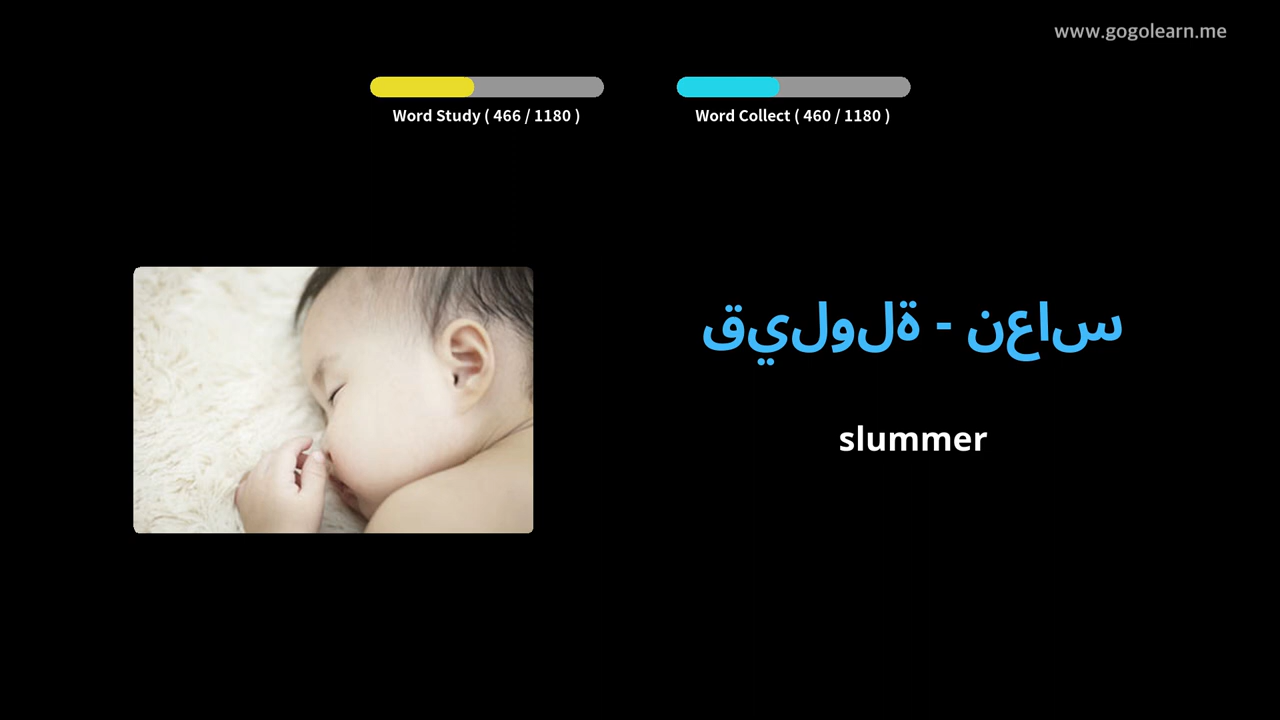 www.gogolearn.me
Word Study ( 466 / 1180 )
Word Collect ( 460 / 1180 )
قيلولة - نعاس
slummer